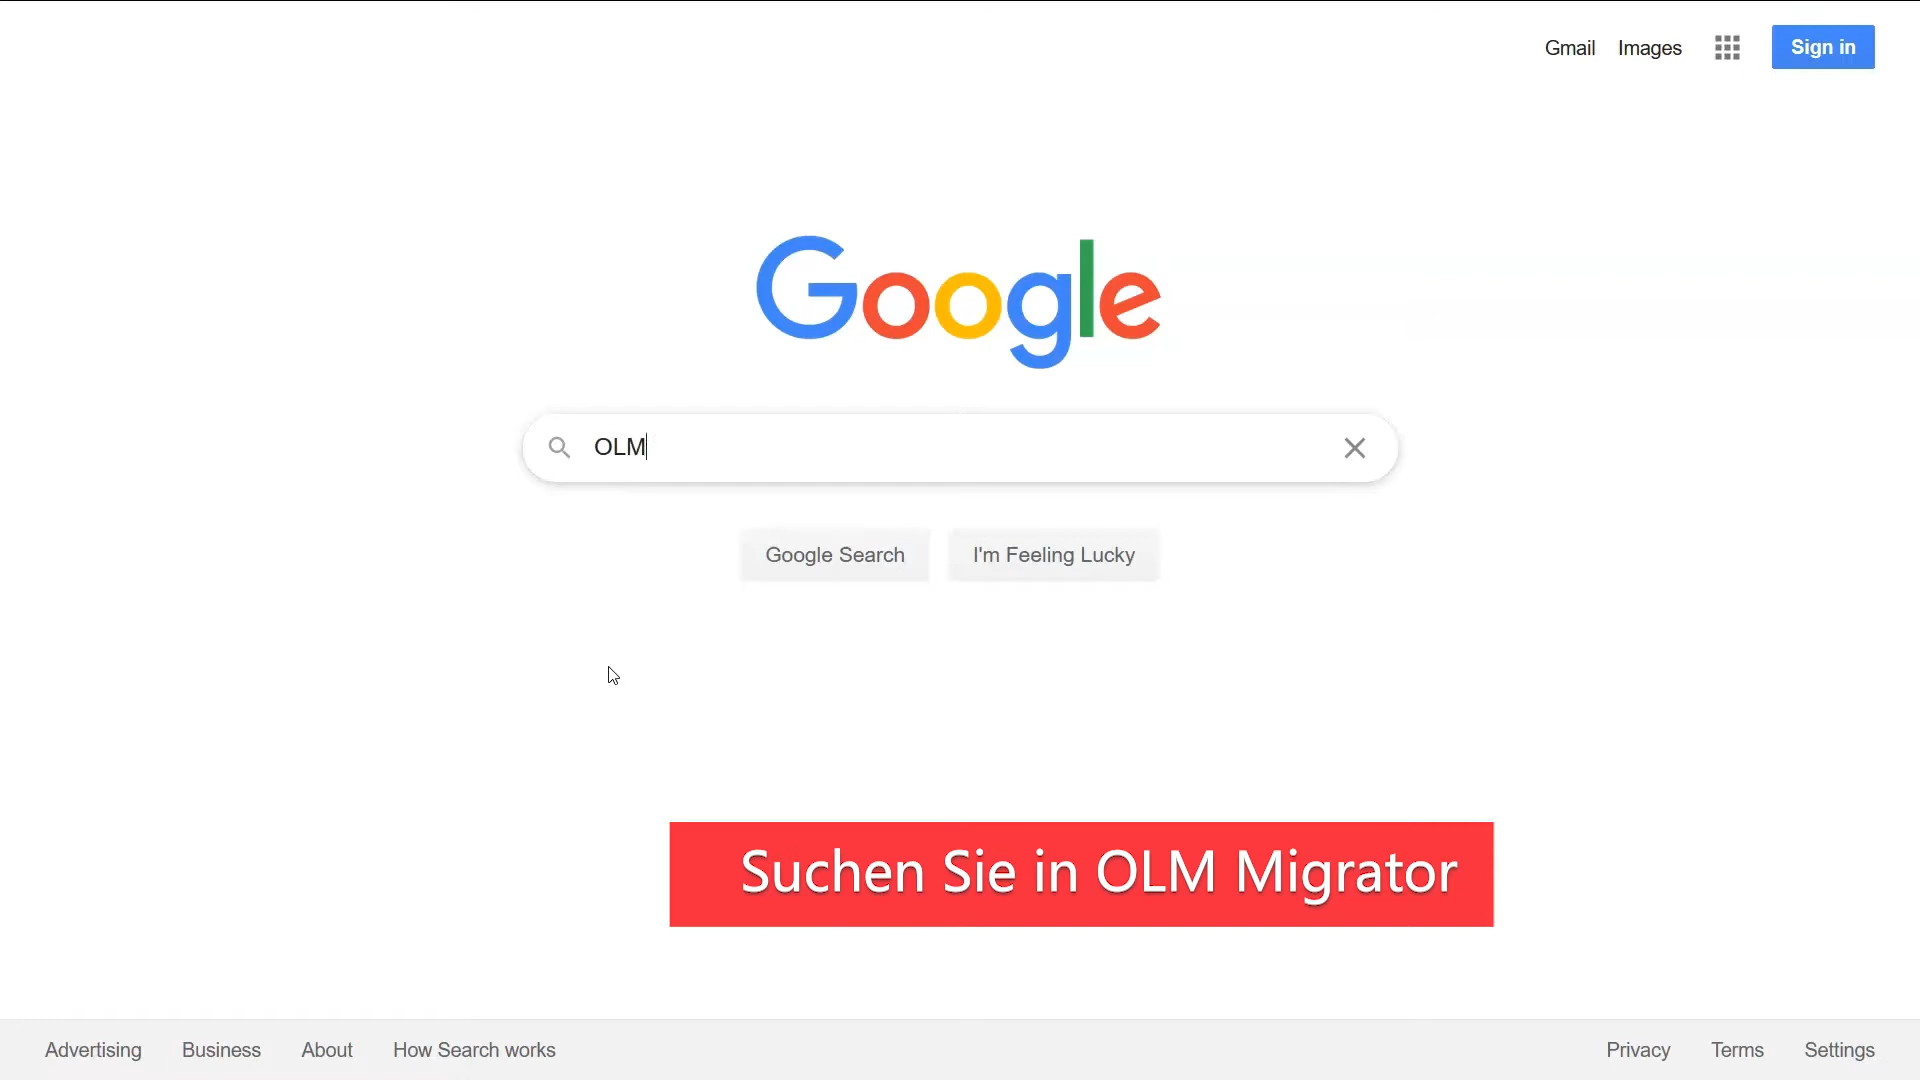 Gmail Images Sign in
Google
OLM
Google Search I'm Feeling Lucky
Suchen Sie in OLM Migrator
Advertising Business About How Search works Privacy Terms Settings